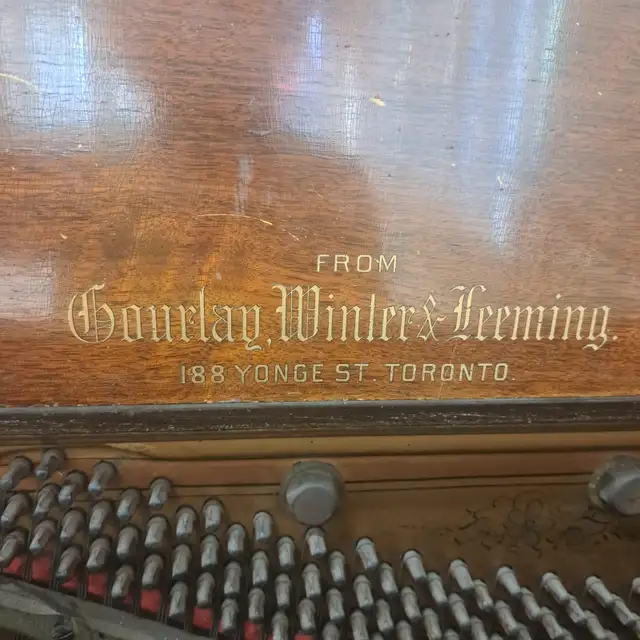 FROM
Gourlay, Winter & Leeming.
188 YONGE ST. TORONTO.